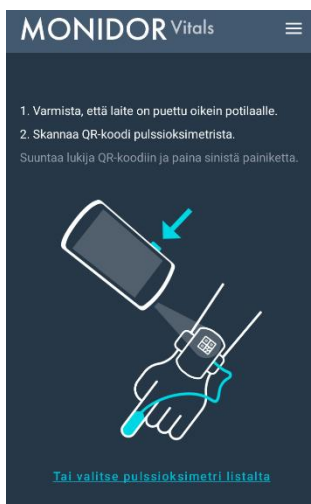 MONIDOR Vitals
1. Varmista, että laite on puettu oikein potilaalle.
2. Skannaa QR-koodi pulssioksimetrista.
Suuntaa lukija QR-koodiin ja paina sinistä painiketta.
Tai valitse pulssioksimetri listalta